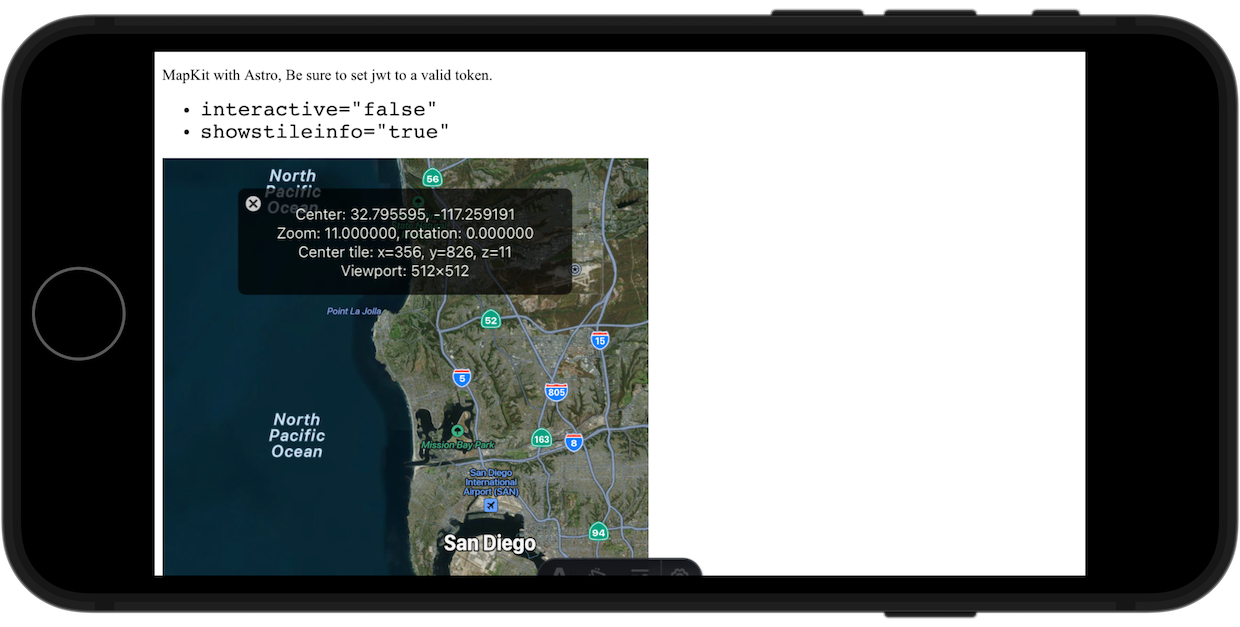 MapKit with Astro, Be sure to set jwt to a valid token.
• interactive="false"
• showstileinfo="true"
North
Pacific
Ocean
56
Center: 32.795595, -117.259191
Zoom: 11.000000, rotation: 0.000000
Center tile: x=356, y=826, z=11
Viewport: 512×512
Point La Jolla
52
15
5
805
North
Pacific
Ocean
163
8
Mission Bay Park
San Diego
International
Airport (SAN)
94
San Diego